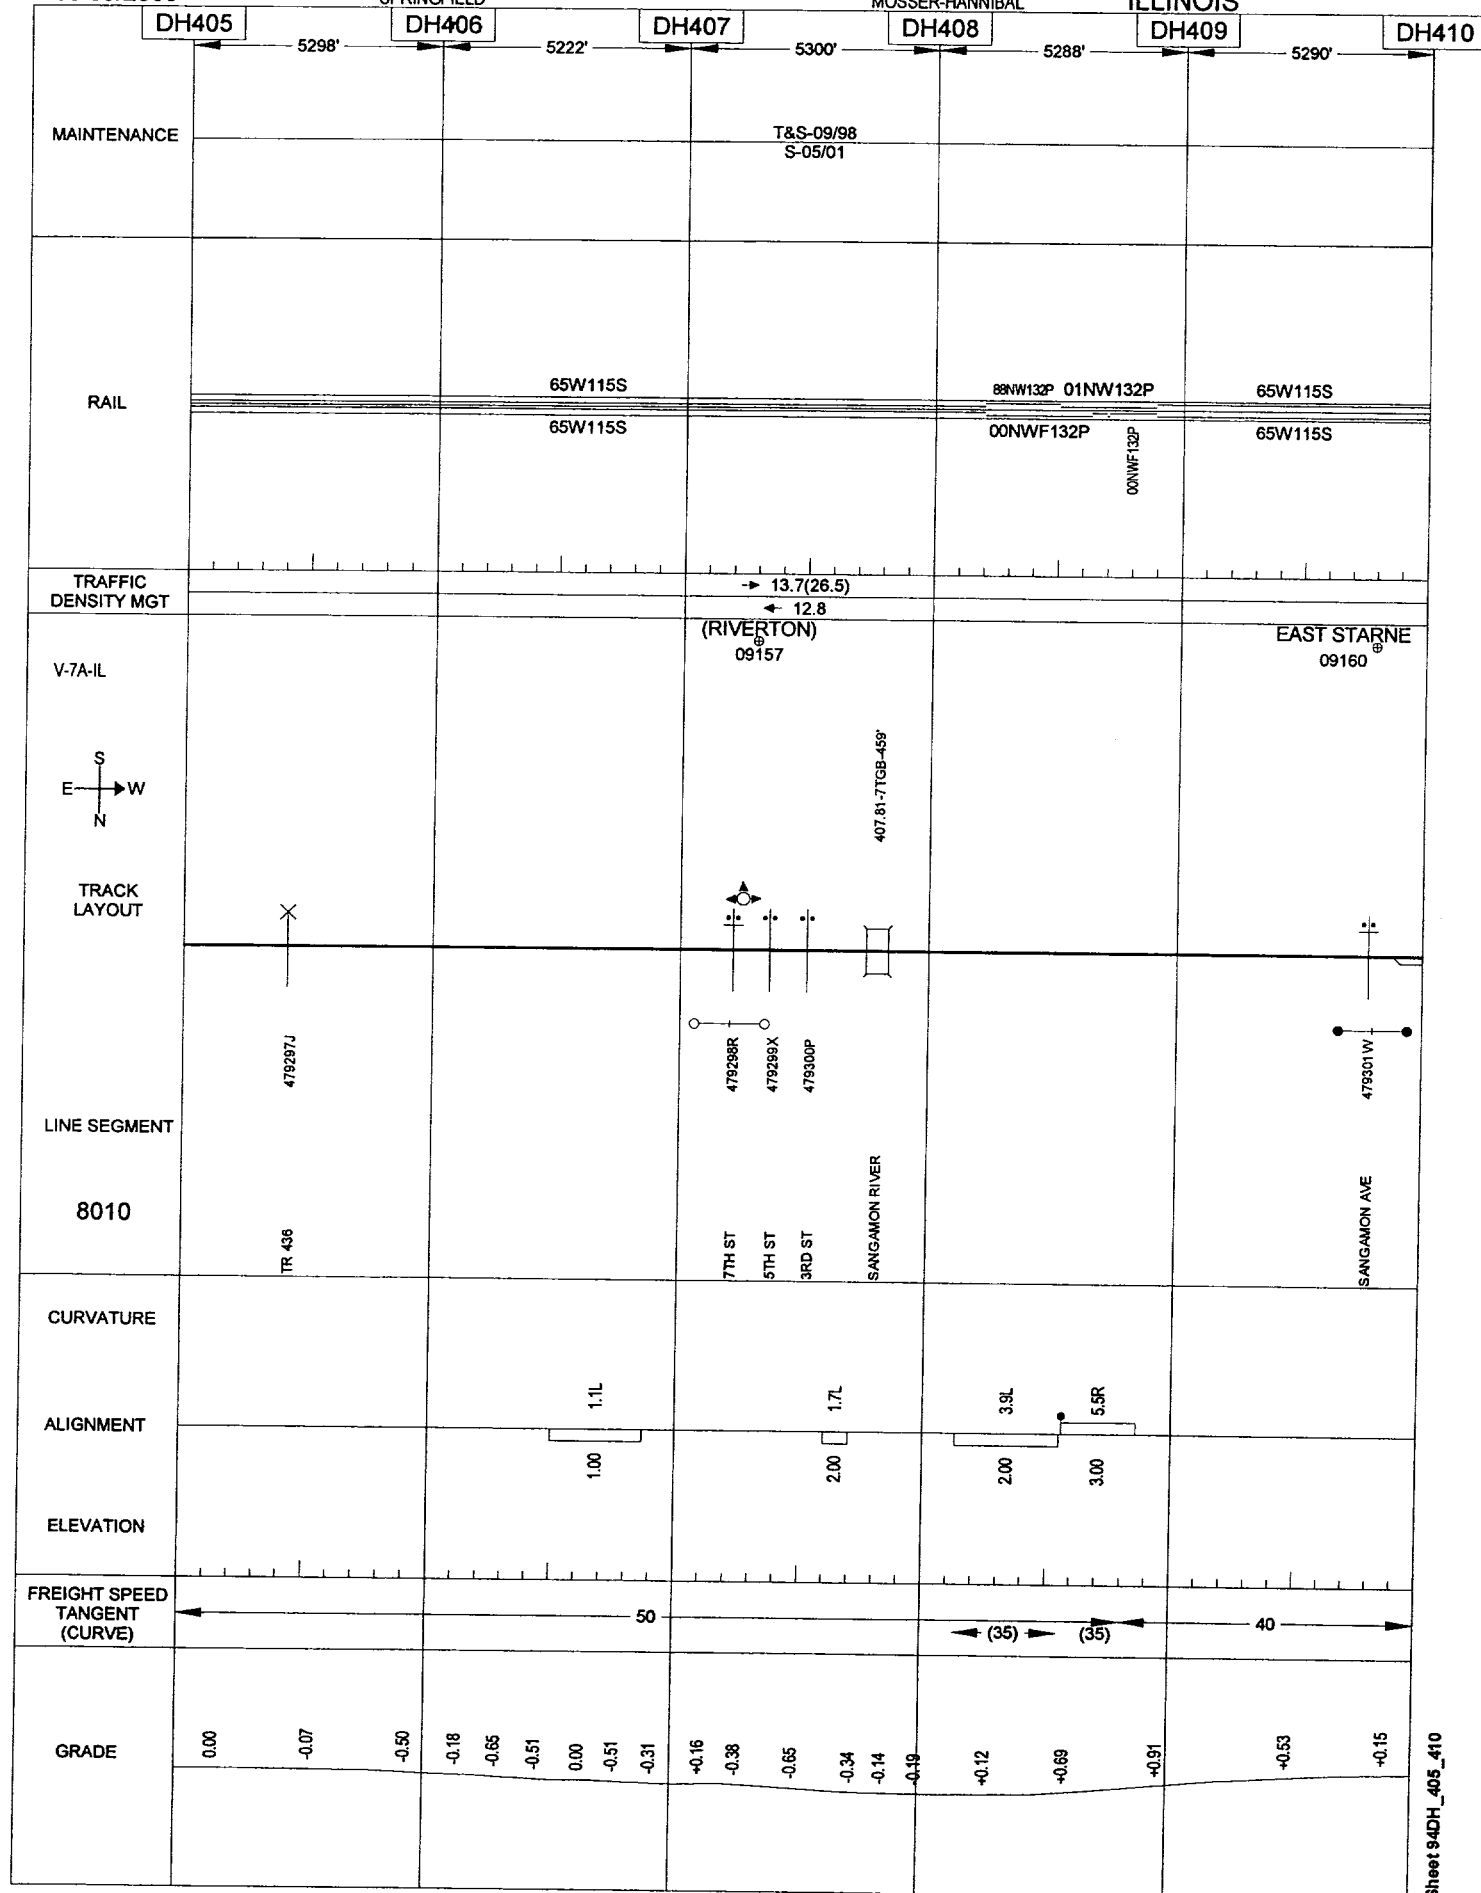 SPRINGFIELD
MOSSER-HANNIBAL
ILLINOIS
DH405 DH406 DH407 DH408 DH409 DH410
5298' 5222' 5300' 5288' 5290'
MAINTENANCE
T&S-09/98
S-05/01
RAIL
65W115S 88NW132P 01NW132P 65W115S
65W115S 00NWF132P 65W115S
00NWF132P
TRAFFIC
DENSITY MGT
13.7(26.5)
12.8
(RIVERTON)
09157
EAST STARNE
09160
V-7A-IL
S
E W
N
407.81-7TGB-459'
TRACK
LAYOUT
479297J
479298R
479299X
479300P
479301W
LINE SEGMENT
8010
TR 436
7TH ST
5TH ST
3RD ST
SANGAMON RIVER
SANGAMON AVE
CURVATURE
1.1L 1.7L 3.9L 5.5R
ALIGNMENT
1.00 2.00 2.00 3.00
ELEVATION
FREIGHT SPEED
TANGENT
(CURVE)
50 40
(35) (35)
GRADE
0.00 -0.07 -0.50 -0.18 -0.65 -0.51 0.00 -0.51 -0.31 +0.16 -0.38 -0.65 -0.34 -0.14 -0.19 +0.12 +0.69 +0.91 +0.53 +0.15
Sheet 94DH_405_410